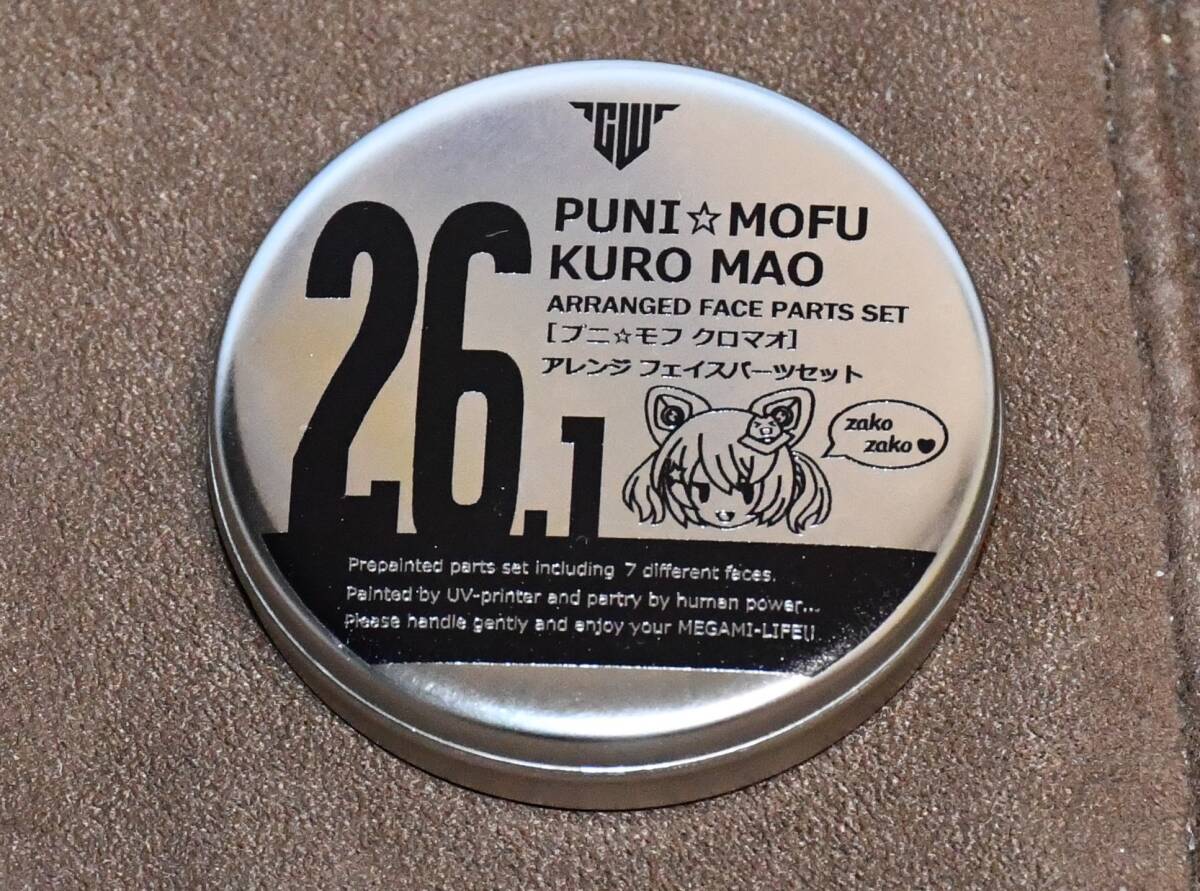 GW
26.1
PUNI☆MOFU
KURO MAO
ARRANGED FACE PARTS SET
[プニ☆モフ クロマオ]
アレンジ フェイスパーツセット
zako
zako♥
Prepainted parts set including 7 different faces.
Painted by UV-printer and partry by human power...
Please handle gently and enjoy your MEGAMI-LIFE!!